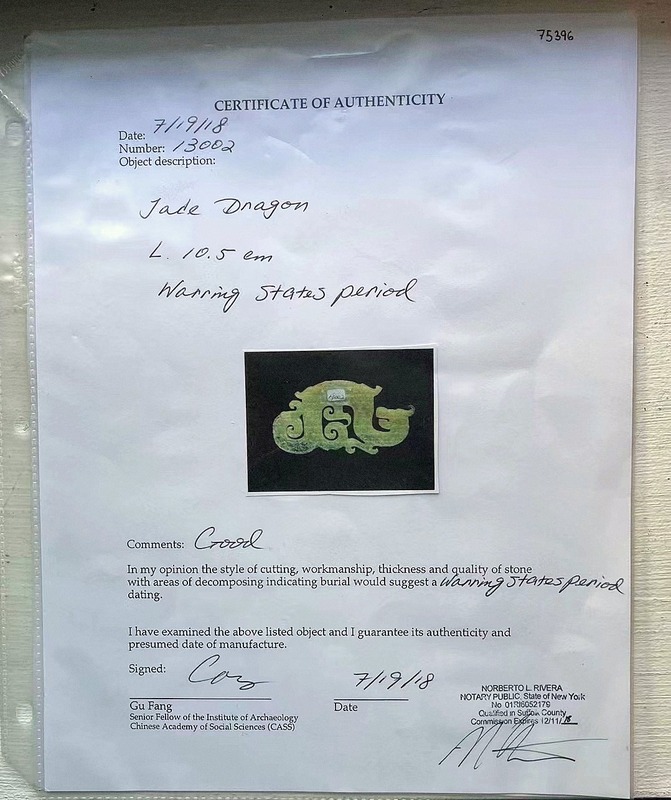 75396
CERTIFICATE OF AUTHENTICITY
Date: 7/19/18
Number: 13002
Object description:
Jade Dragon
L. 10.5 cm
Warring States period
Comments: Good
In my opinion the style of cutting, workmanship, thickness and quality of stone
with areas of decomposing indicating burial would suggest a Warring States period
dating.
I have examined the above listed object and I guarantee its authenticity and
presumed date of manufacture.
Signed:
7/19/18
Gu Fang
Date
Senior Fellow of the Institute of Archaeology
Chinese Academy of Social Sciences (CASS)
NORBERTO L. RIVERA
NOTARY PUBLIC, State of New York
No 01RI6052179
Qualified in Suffolk County
Commission Expires 12/11/18